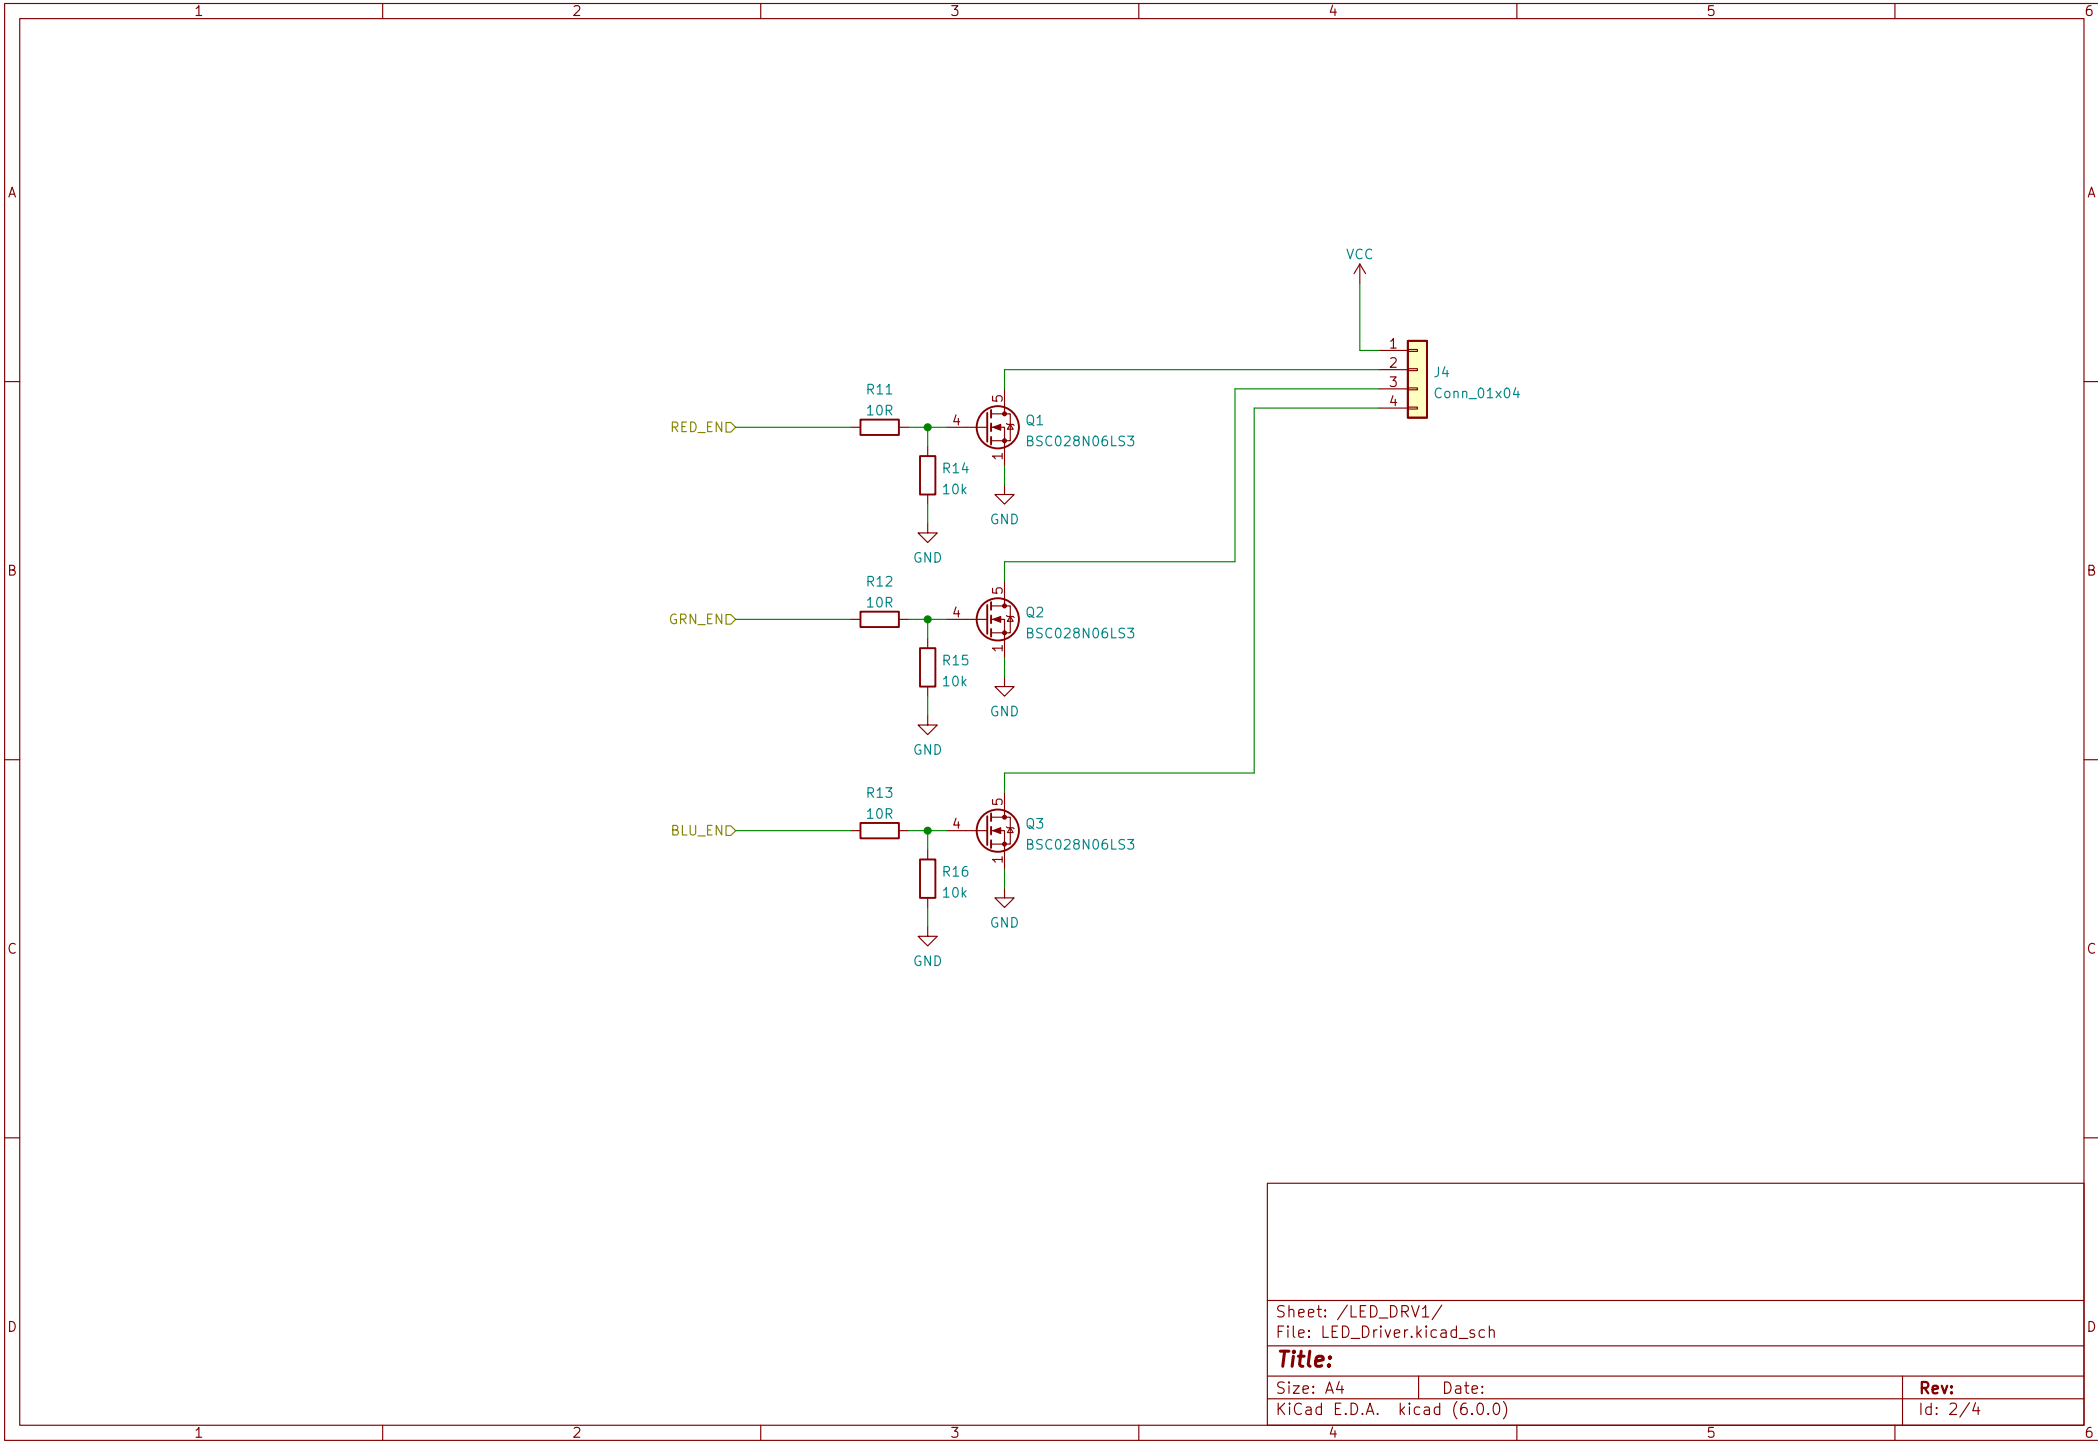 1 2 3 4 5 6
A A
VCC
1
2
3
4
J4
Conn_01x04
R11
10R
RED_EN
4
5
1
Q1
BSC028N06LS3
R14
10k
GND
GND
B B
R12
10R
GRN_EN
4
5
1
Q2
BSC028N06LS3
R15
10k
GND
GND
R13
10R
BLU_EN
4
5
1
Q3
BSC028N06LS3
R16
10k
GND
GND
C C
D D
Sheet: /LED_DRV1/
File: LED_Driver.kicad_sch
Title:
Size: A4 Date: Rev:
KiCad E.D.A. kicad (6.0.0) Id: 2/4
1 2 3 4 5 6